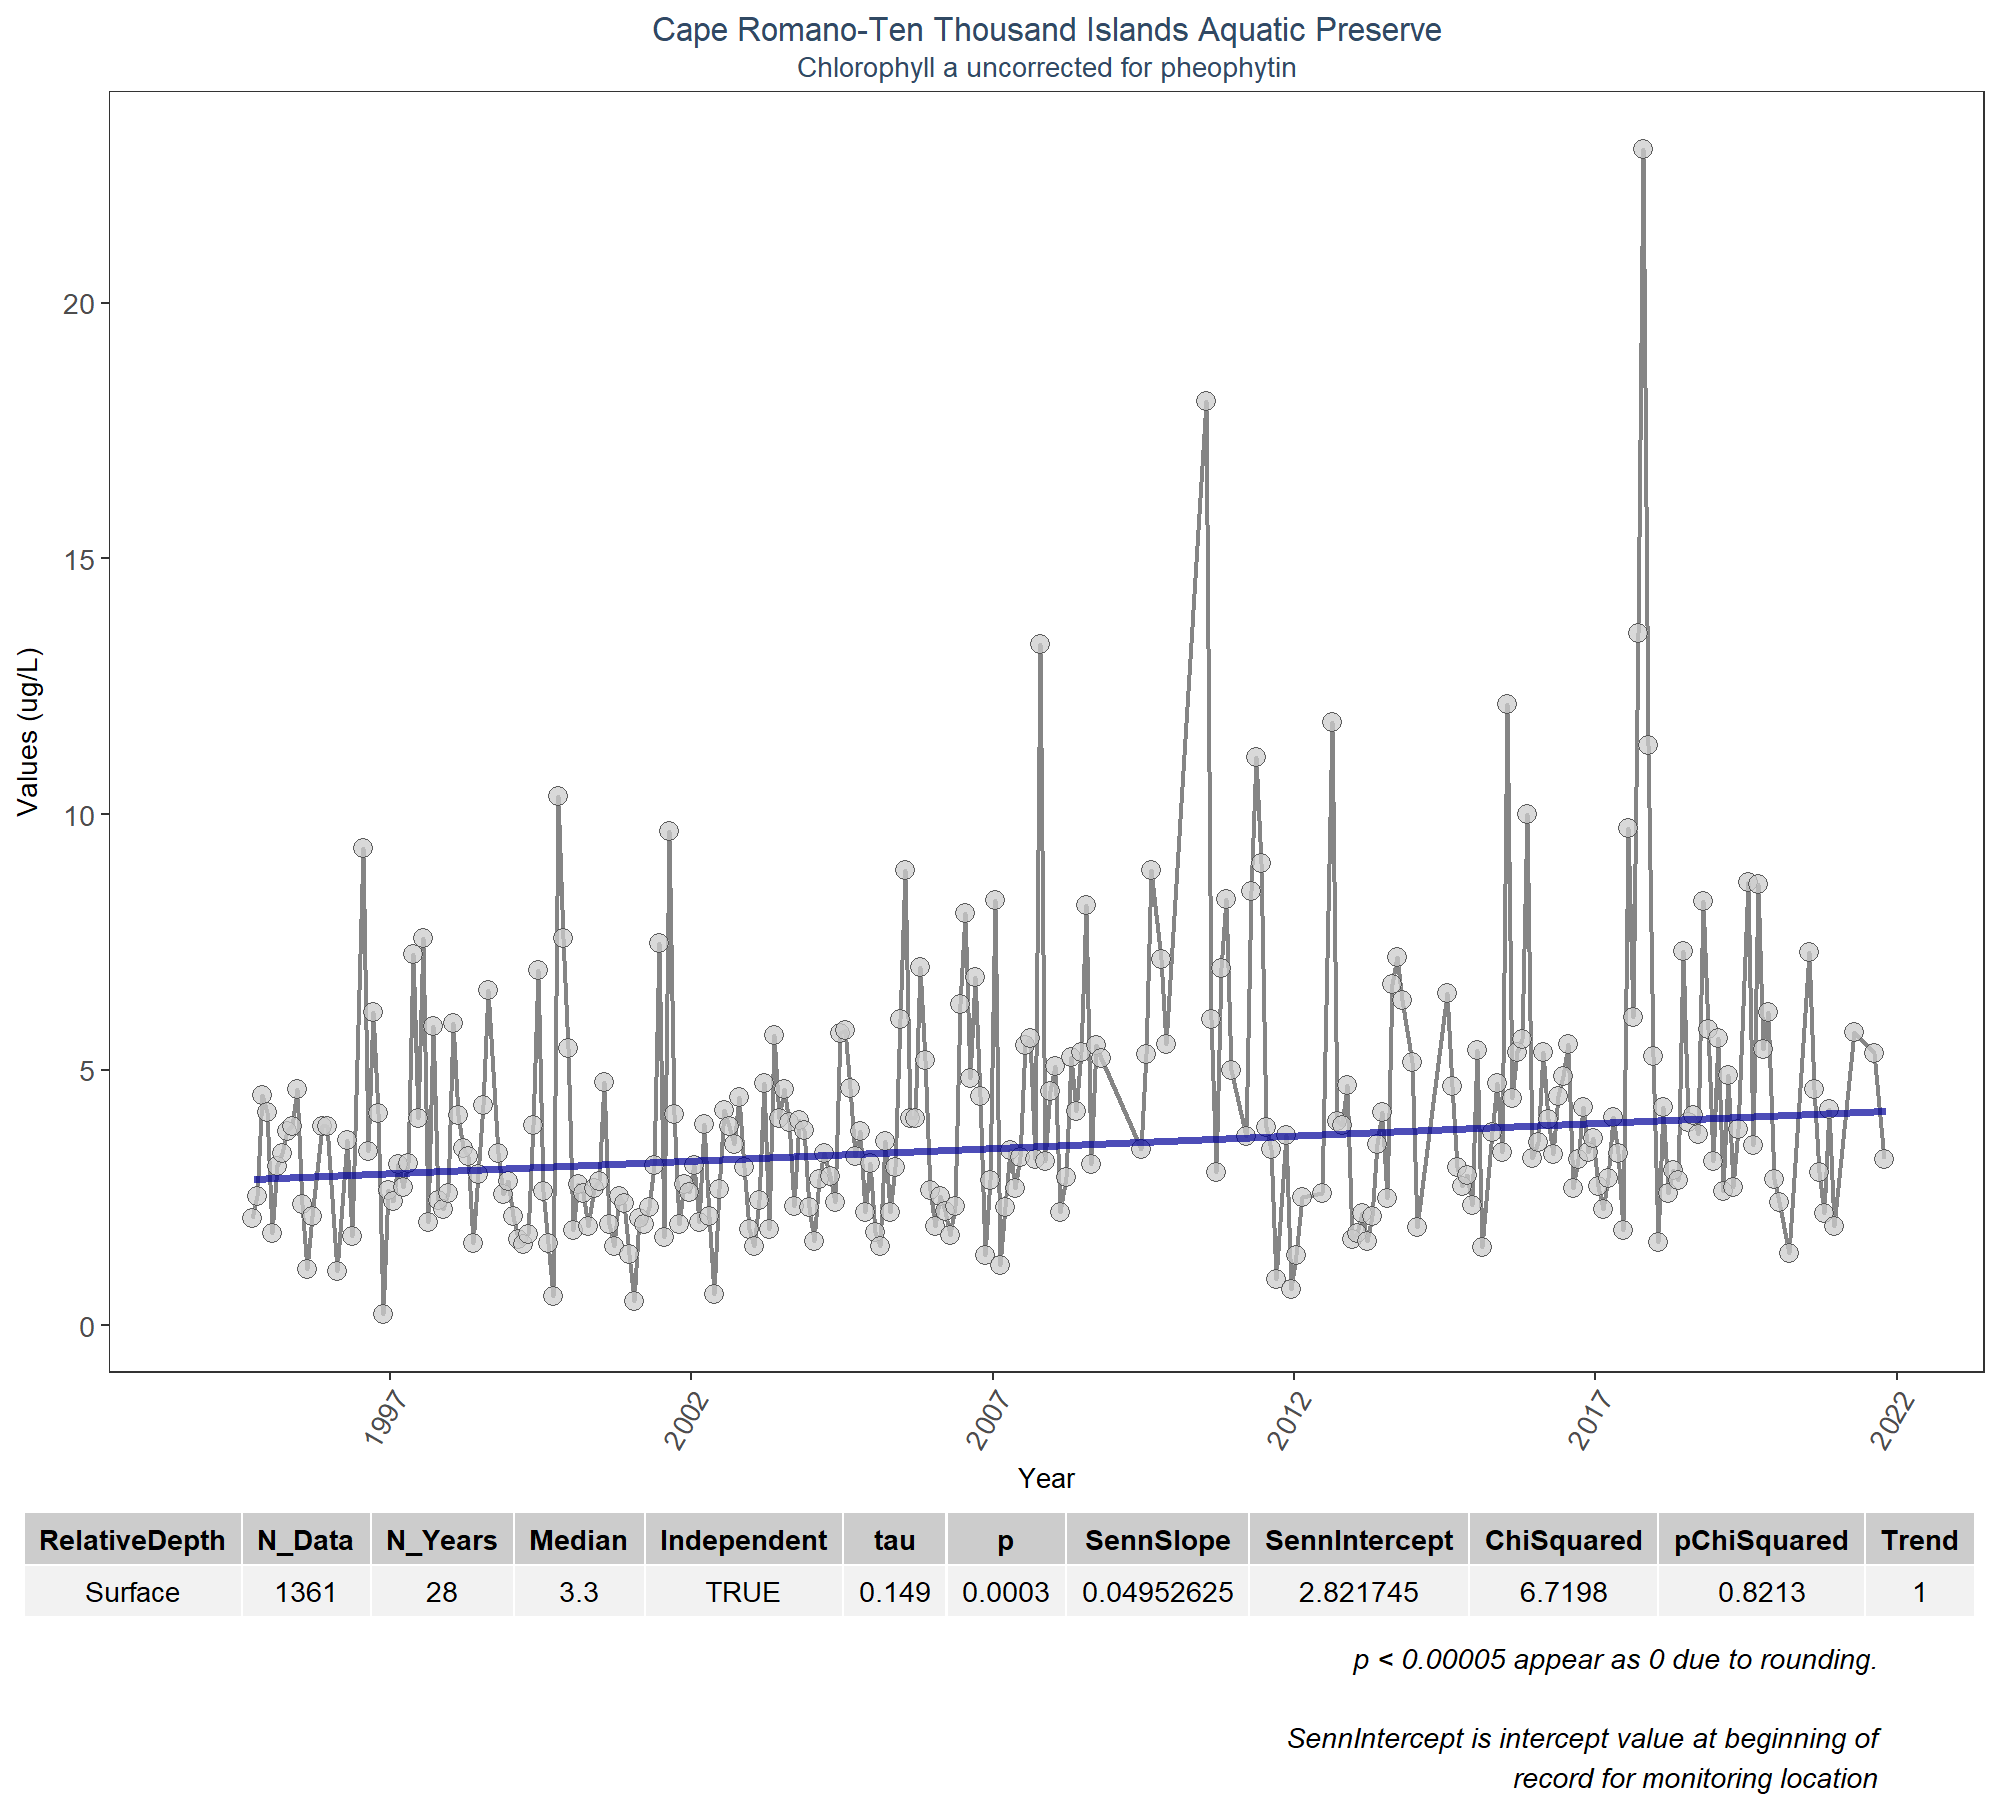 Cape Romano-Ten Thousand Islands Aquatic Preserve
Chlorophyll a uncorrected for pheophytin
Values (ug/L)
20
15
10
5
0
1997 2002 2007 2012 2017 2022
Year
RelativeDepth N_Data N_Years Median Independent tau p SennSlope SennIntercept ChiSquared pChiSquared Trend
Surface 1361 28 3.3 TRUE 0.149 0.0003 0.04952625 2.821745 6.7198 0.8213 1
p < 0.00005 appear as 0 due to rounding.
SennIntercept is intercept value at beginning of
record for monitoring location